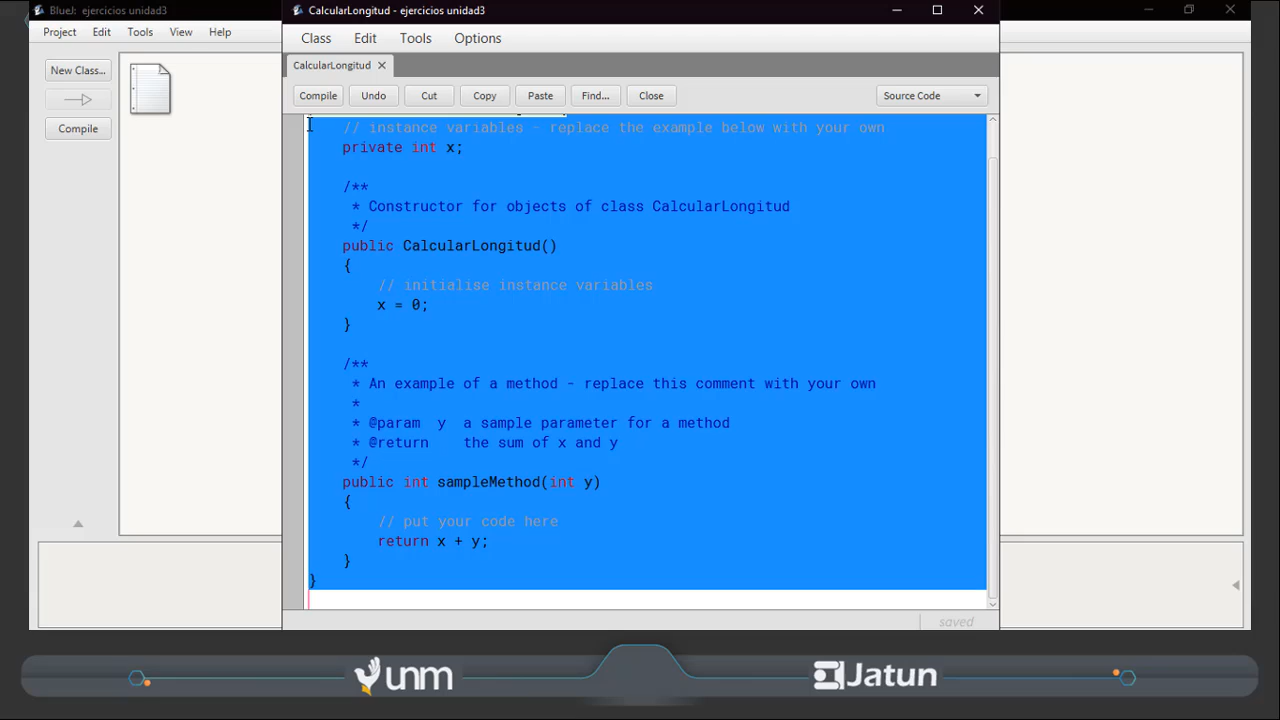 BlueJ: ejercicios unidad3
CalcularLongitud - ejercicios unidad3
Project Edit Tools View Help
Class Edit Tools Options
New Class...
Compile
CalcularLongitud
Compile Undo Cut Copy Paste Find... Close Source Code
// instance variables - replace the example below with your own
private int x;
/**
* Constructor for objects of class CalcularLongitud
*/
public CalcularLongitud()
{
// initialise instance variables
x = 0;
}
/**
* An example of a method - replace this comment with your own
*
* @param y a sample parameter for a method
* @return the sum of x and y
*/
public int sampleMethod(int y)
{
// put your code here
return x + y;
}
}
saved
unm
Jatun